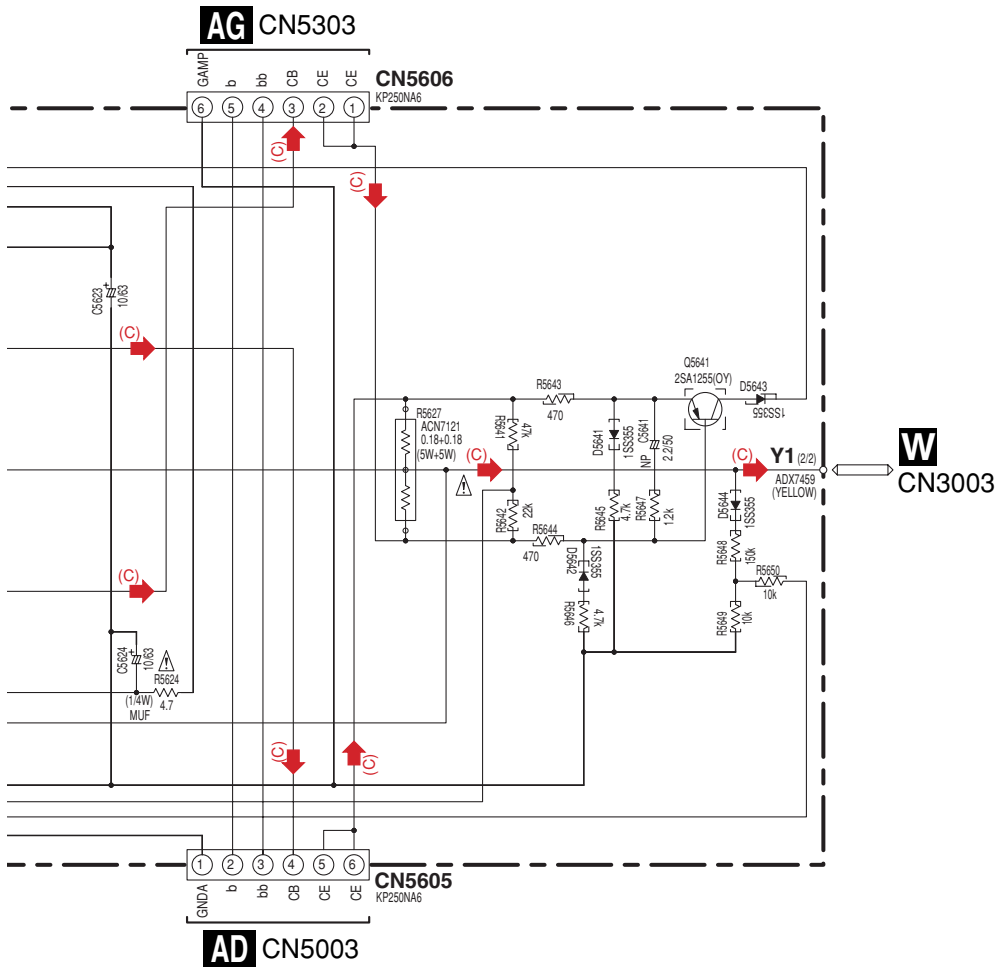 AG CN5303
GAMP
b
bb
CB
CE
CE
6
5
4
3
2
1
CN5606
KP250NA6
(C)
(C)
C5623
+
10/63
(C)
Q5641
2SA1255(OY)
R5643
470
D5643
1SS355
R5627
ACN7121
0.18+0.18
(5W+5W)
R5641
47k
D5641
1SS355
C5641
NP
2.2/50
(C)
!
(C)
Y1 (2/2)
ADX7459
(YELLOW)
W
CN3003
R5642
22k
R5644
470
R5645
4.7k
R5647
1.2k
D5644
1SS355
R5648
150k
D5642
1SS355
R5646
4.7k
R5650
10k
R5649
10k
(C)
C5624
+
10/63
!
R5624
4.7
(1/4W)
MUF
(C)
(C)
1
2
3
4
5
6
GNDA
b
bb
CB
CE
CE
CN5605
KP250NA6
AD CN5003